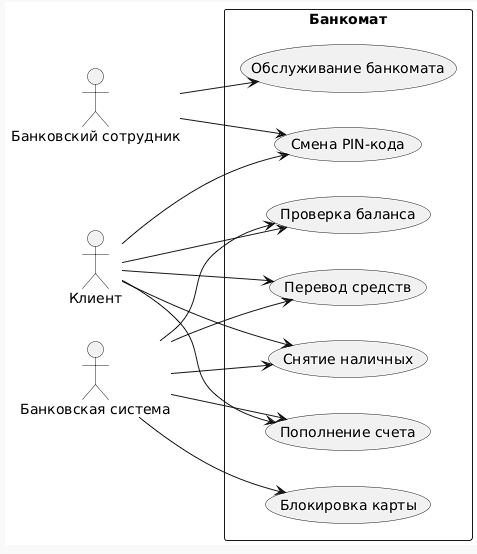 Банкомат
Обслуживание банкомата
Банковский сотрудник
Смена PIN-кода
Проверка баланса
Клиент
Перевод средств
Снятие наличных
Банковская система
Пополнение счета
Блокировка карты